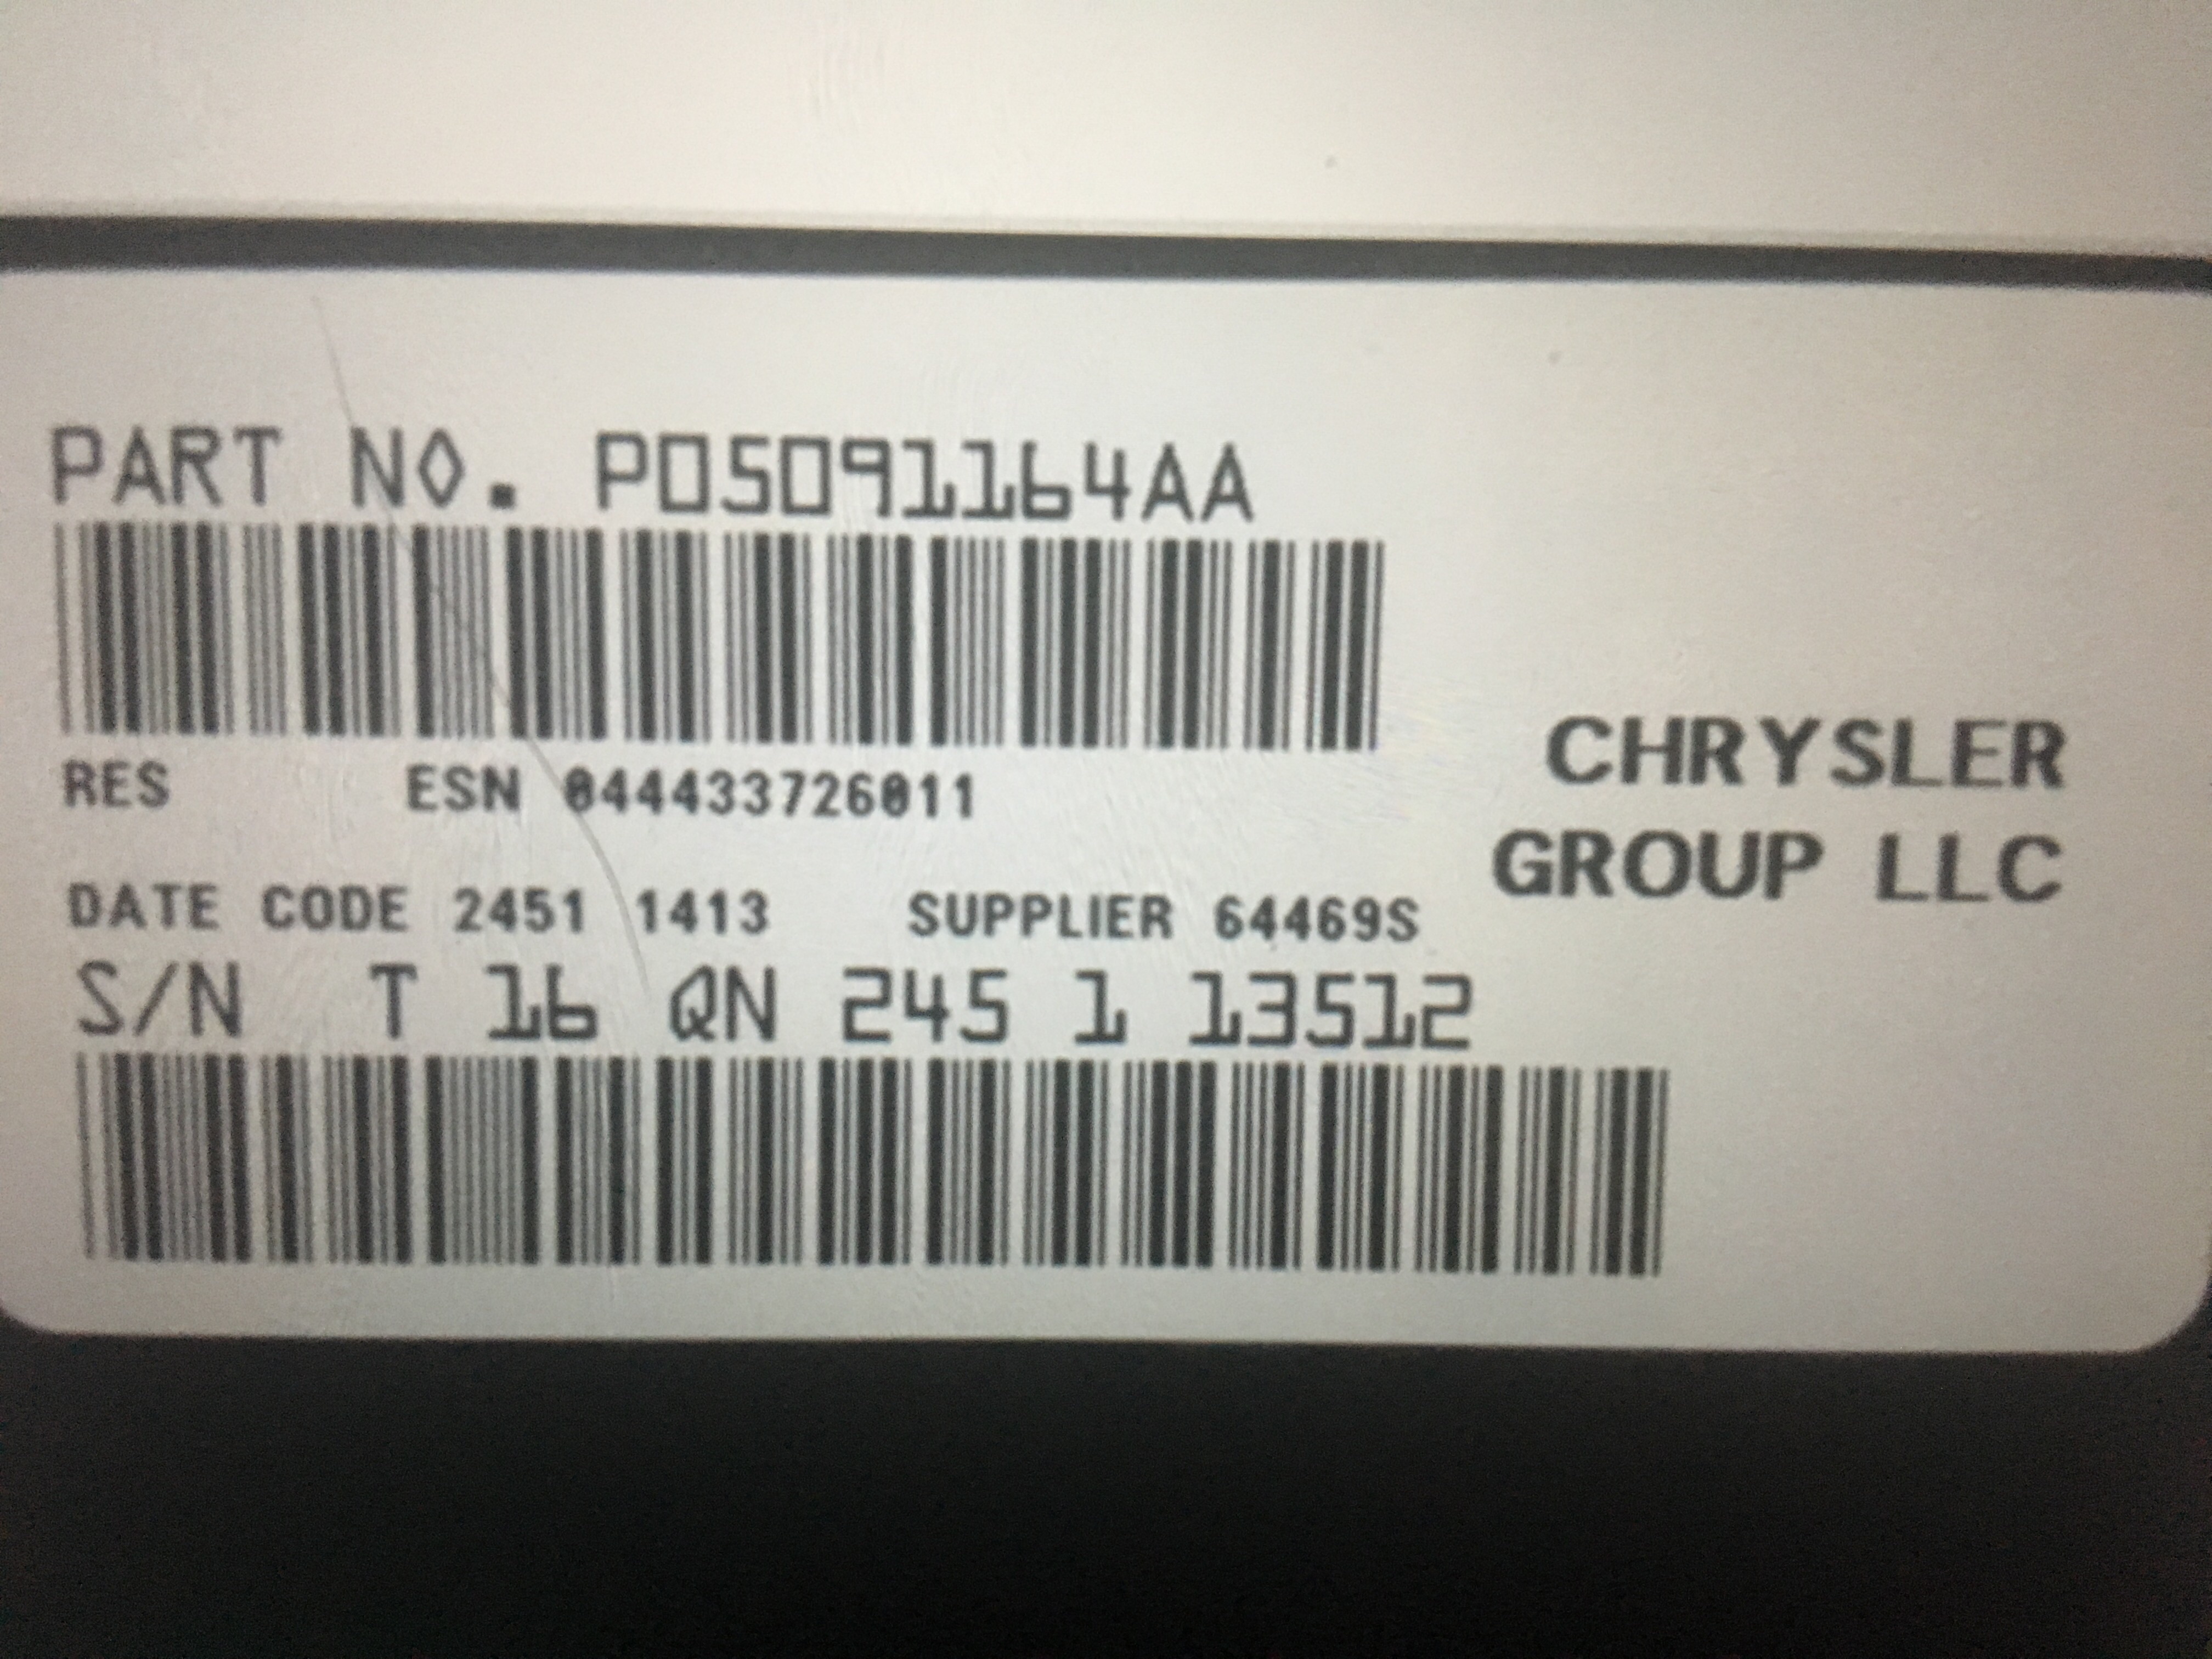 PART NO. P05091164AA
RES ESN 044433726011
CHRYSLER
GROUP LLC
DATE CODE 2451 1413 SUPPLIER 64469S
S/N T 16 QN 245 1 13512